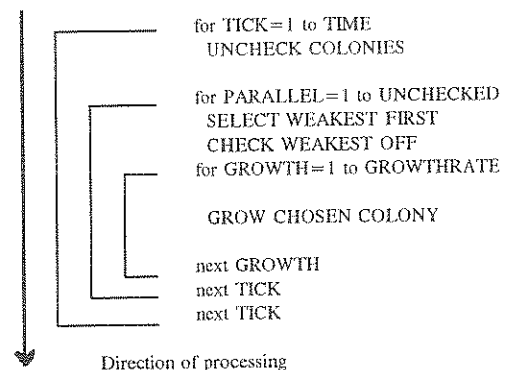 for TICK=1 to TIME
UNCHECK COLONIES
for PARALLEL=1 to UNCHECKED
SELECT WEAKEST FIRST
CHECK WEAKEST OFF
for GROWTH=1 to GROWTHRATE
GROW CHOSEN COLONY
next GROWTH
next TICK
next TICK
Direction of processing